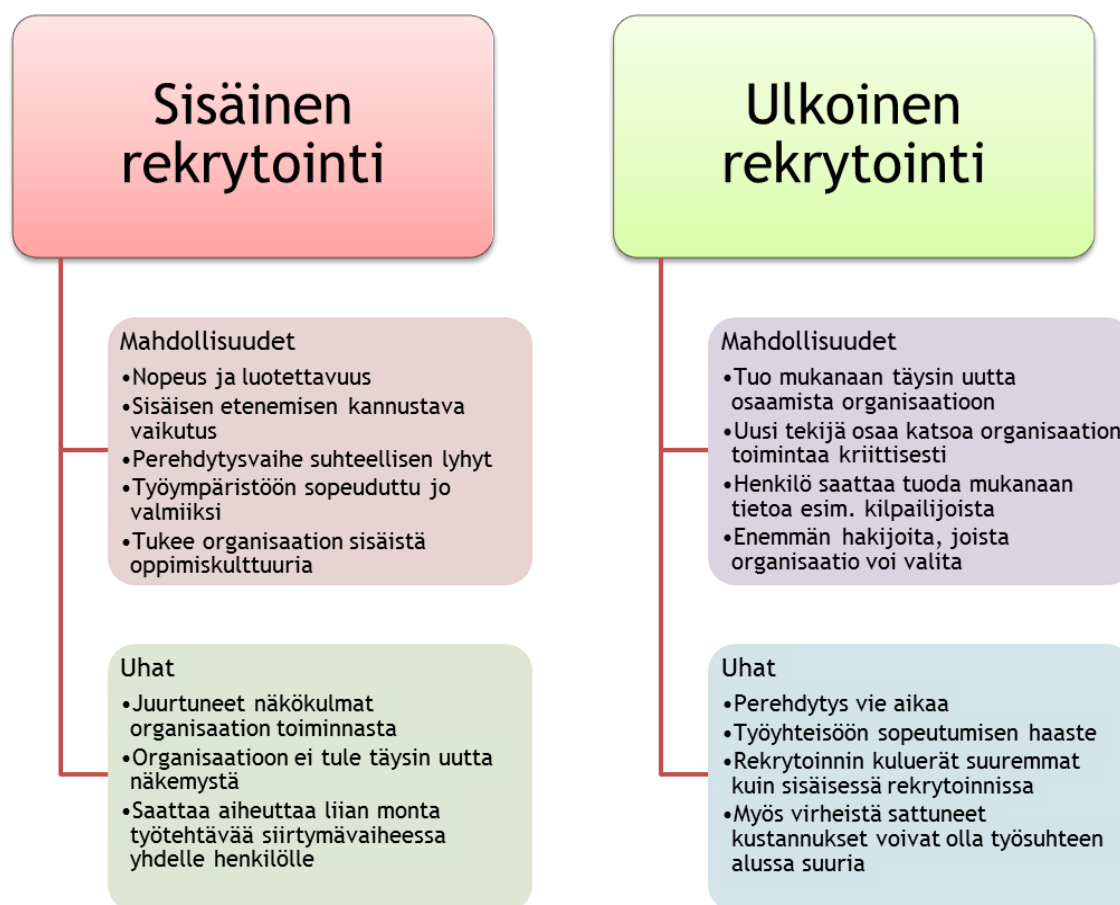 Sisäinen
rekrytointi
Mahdollisuudet
•Nopeus ja luotettavuus
•Sisäisen etenemisen kannustava
vaikutus
•Perehdytysvaihe suhteellisen lyhyt
•Työympäristöön sopeuduttu jo
valmiiksi
•Tukee organisaation sisäistä
oppimiskulttuuria
Uhat
•Juurtuneet näkökulmat
organisaation toiminnasta
•Organisaatioon ei tule täysin uutta
näkemystä
•Saattaa aiheuttaa liian monta
työtehtävää siirtymävaiheessa
yhdelle henkilölle
Ulkoinen
rekrytointi
Mahdollisuudet
•Tuo mukanaan täysin uutta
osaamista organisaatioon
•Uusi tekijä osaa katsoa organisaation
toimintaa kriittisesti
•Henkilö saattaa tuoda mukanaan
tietoa esim. kilpailijoista
•Enemmän hakijoita, joista
organisaatio voi valita
Uhat
•Perehdytys vie aikaa
•Työyhteisöön sopeutumisen haaste
•Rekrytoinnin kuluerät suuremmat
kuin sisäisessä rekrytoinnissa
•Myös virheistä sattuneet
kustannukset voivat olla työsuhteen
alussa suuria